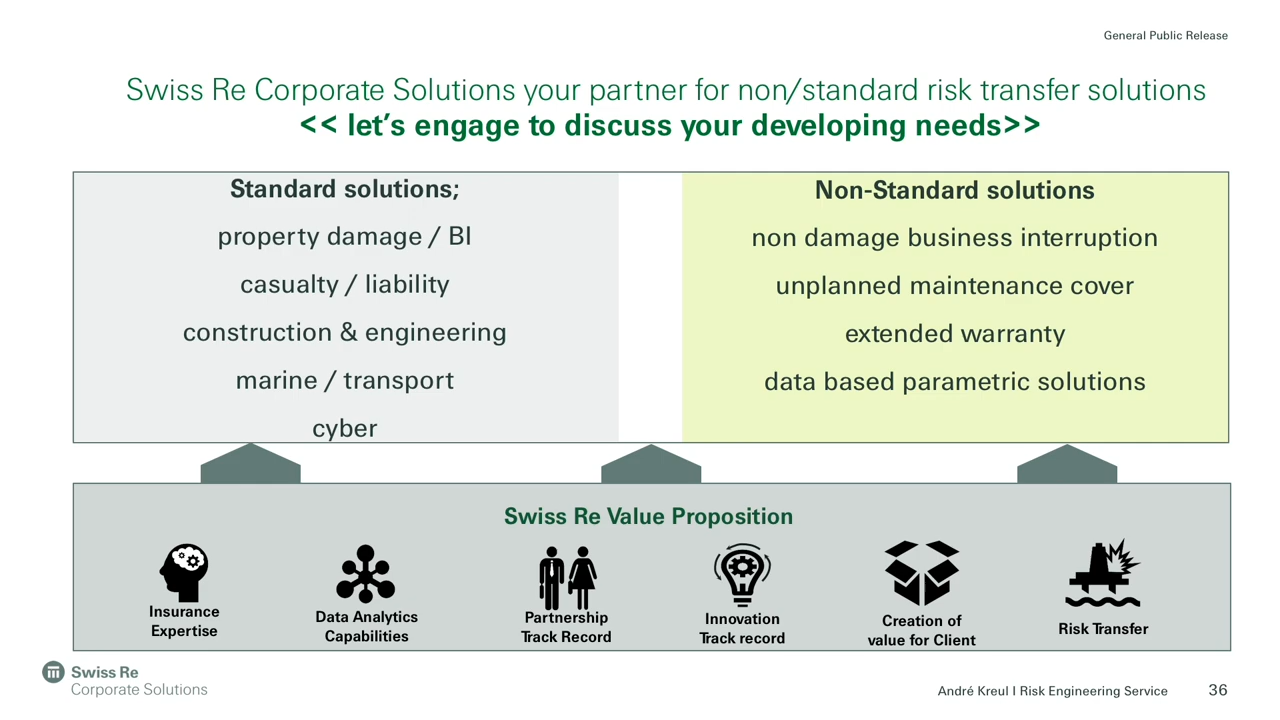 General Public Release
Swiss Re Corporate Solutions your partner for non/standard risk transfer solutions
<< let’s engage to discuss your developing needs>>
Standard solutions;
property damage / BI
casualty / liability
construction & engineering
marine / transport
cyber
Non-Standard solutions
non damage business interruption
unplanned maintenance cover
extended warranty
data based parametric solutions
Swiss Re Value Proposition
Insurance
Expertise
Data Analytics
Capabilities
Partnership
Track Record
Innovation
Track record
Creation of
value for Client
Risk Transfer
Swiss Re
Corporate Solutions
André Kreul I Risk Engineering Service
36